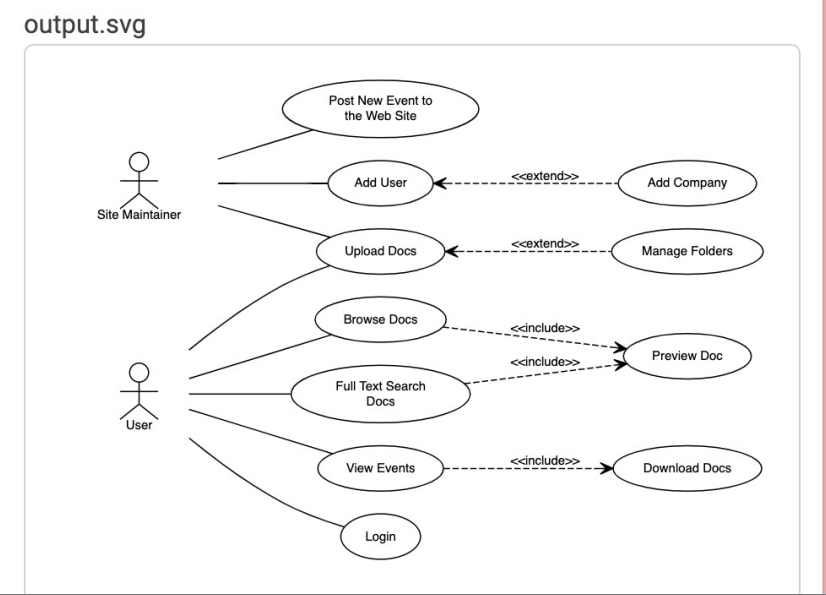 output.svg
Post New Event to
the Web Site
Site Maintainer
Add User
<<extend>>
Add Company
Upload Docs
<<extend>>
Manage Folders
Browse Docs
<<include>>
Preview Doc
<<include>>
Full Text Search
Docs
User
View Events
<<include>>
Download Docs
Login